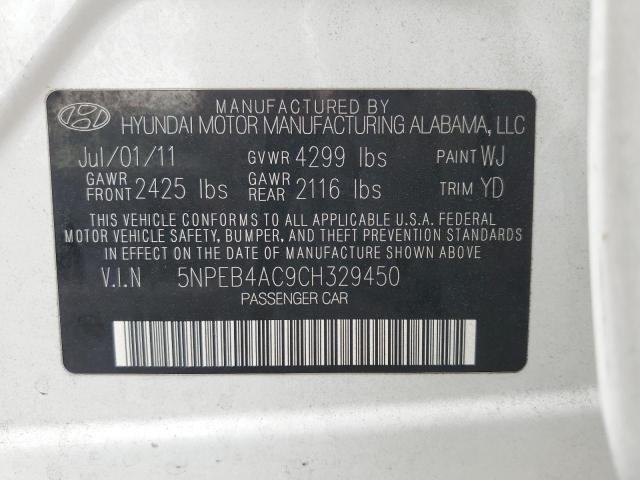 MANUFACTURED BY
HYUNDAI MOTOR MANUFACTURING ALABAMA, LLC
Jul/01/11 GVWR 4299 lbs PAINT WJ
GAWR FRONT 2425 lbs GAWR REAR 2116 lbs TRIM YD
THIS VEHICLE CONFORMS TO ALL APPLICABLE U.S.A. FEDERAL
MOTOR VEHICLE SAFETY, BUMPER, AND THEFT PREVENTION STANDARDS
IN EFFECT ON THE DATE OF MANUFACTURE SHOWN ABOVE
V.I.N 5NPEB4AC9CH329450
PASSENGER CAR